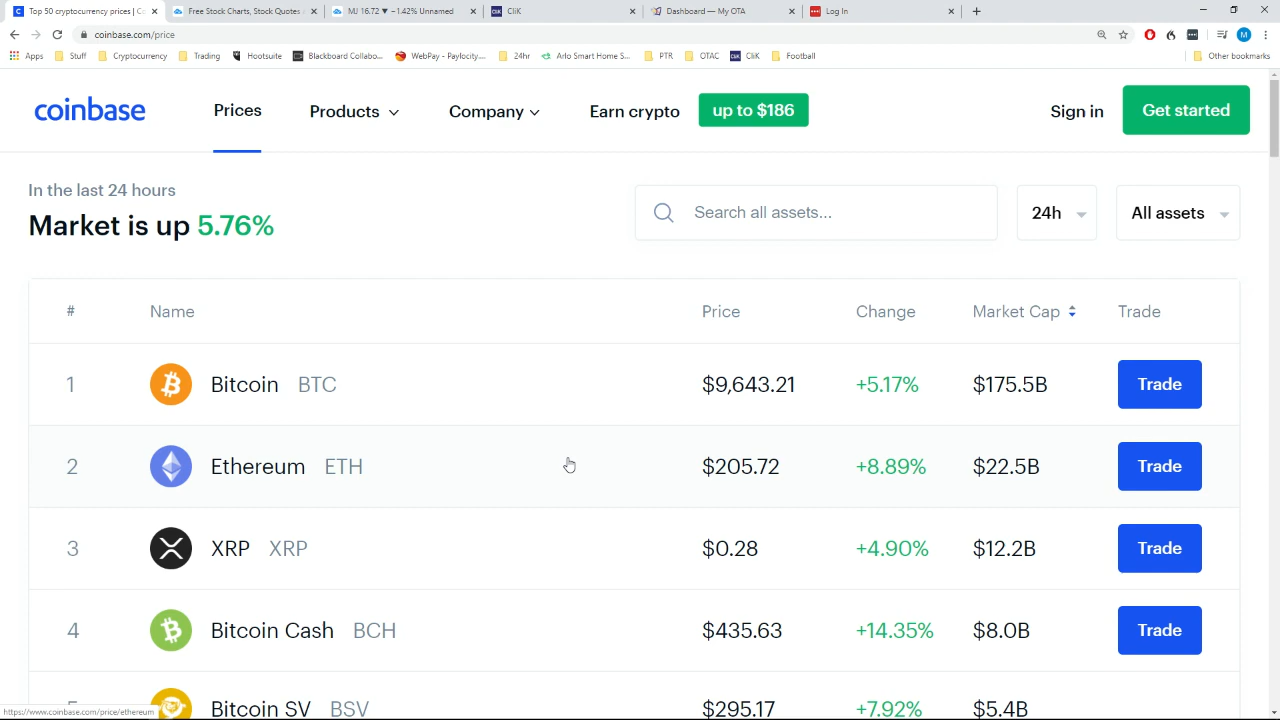 Top 50 cryptocurrency prices | Co
Free Stock Charts, Stock Quotes a
MJ 16.72 ▼ −1.42% Unnamed
CliK
Dashboard — My OTA
Log In
coinbase.com/price
Apps Stuff Cryptocurrency Trading Hootsuite Blackboard Collabo... WebPay - Paylocity.... 24hr Arlo Smart Home S... PTR OTAC CliK Football Other bookmarks
coinbase Prices Products Company Earn crypto up to $186 Sign in Get started
In the last 24 hours
Market is up 5.76%
Search all assets... 24h All assets
# Name Price Change Market Cap Trade
1 Bitcoin BTC $9,643.21 +5.17% $175.5B Trade
2 Ethereum ETH $205.72 +8.89% $22.5B Trade
3 XRP XRP $0.28 +4.90% $12.2B Trade
4 Bitcoin Cash BCH $435.63 +14.35% $8.0B Trade
5 Bitcoin SV BSV $295.17 +7.92% $5.4B
https://www.coinbase.com/price/ethereum